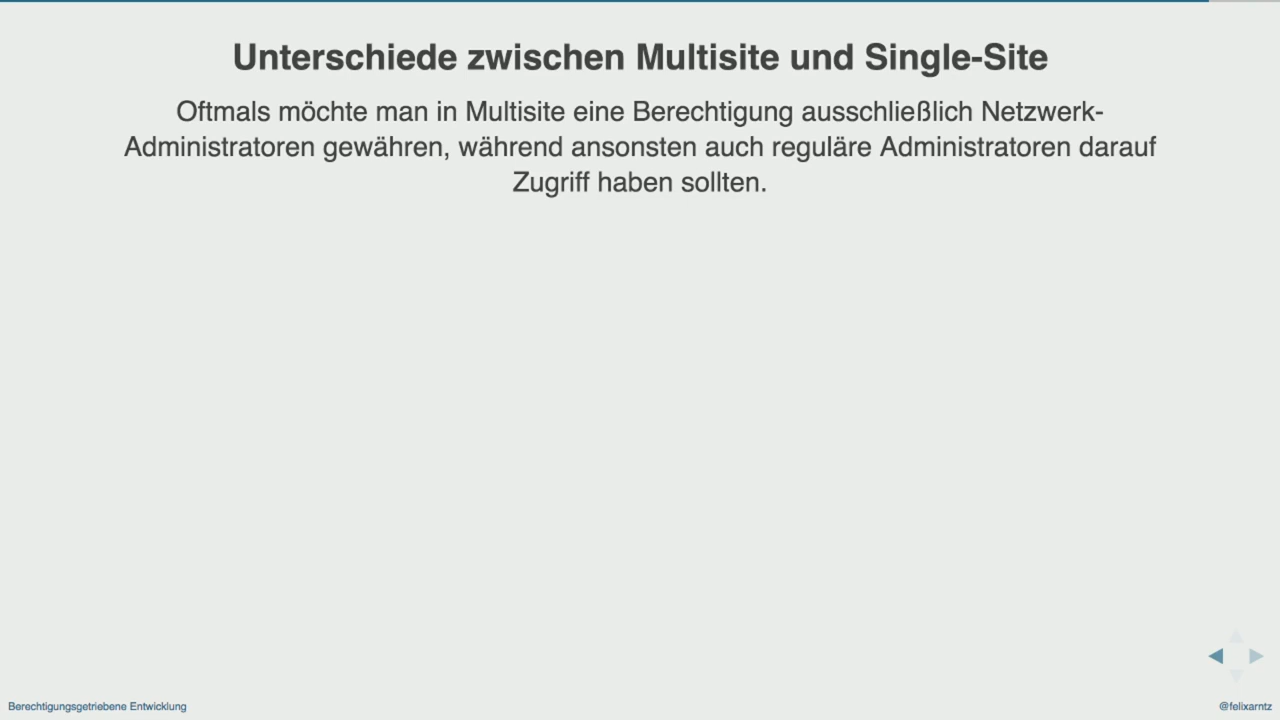 Unterschiede zwischen Multisite und Single-Site
Oftmals möchte man in Multisite eine Berechtigung ausschließlich Netzwerk-
Administratoren gewähren, während ansonsten auch reguläre Administratoren darauf
Zugriff haben sollten.
Berechtigungsgetriebene Entwicklung
@felixarntz